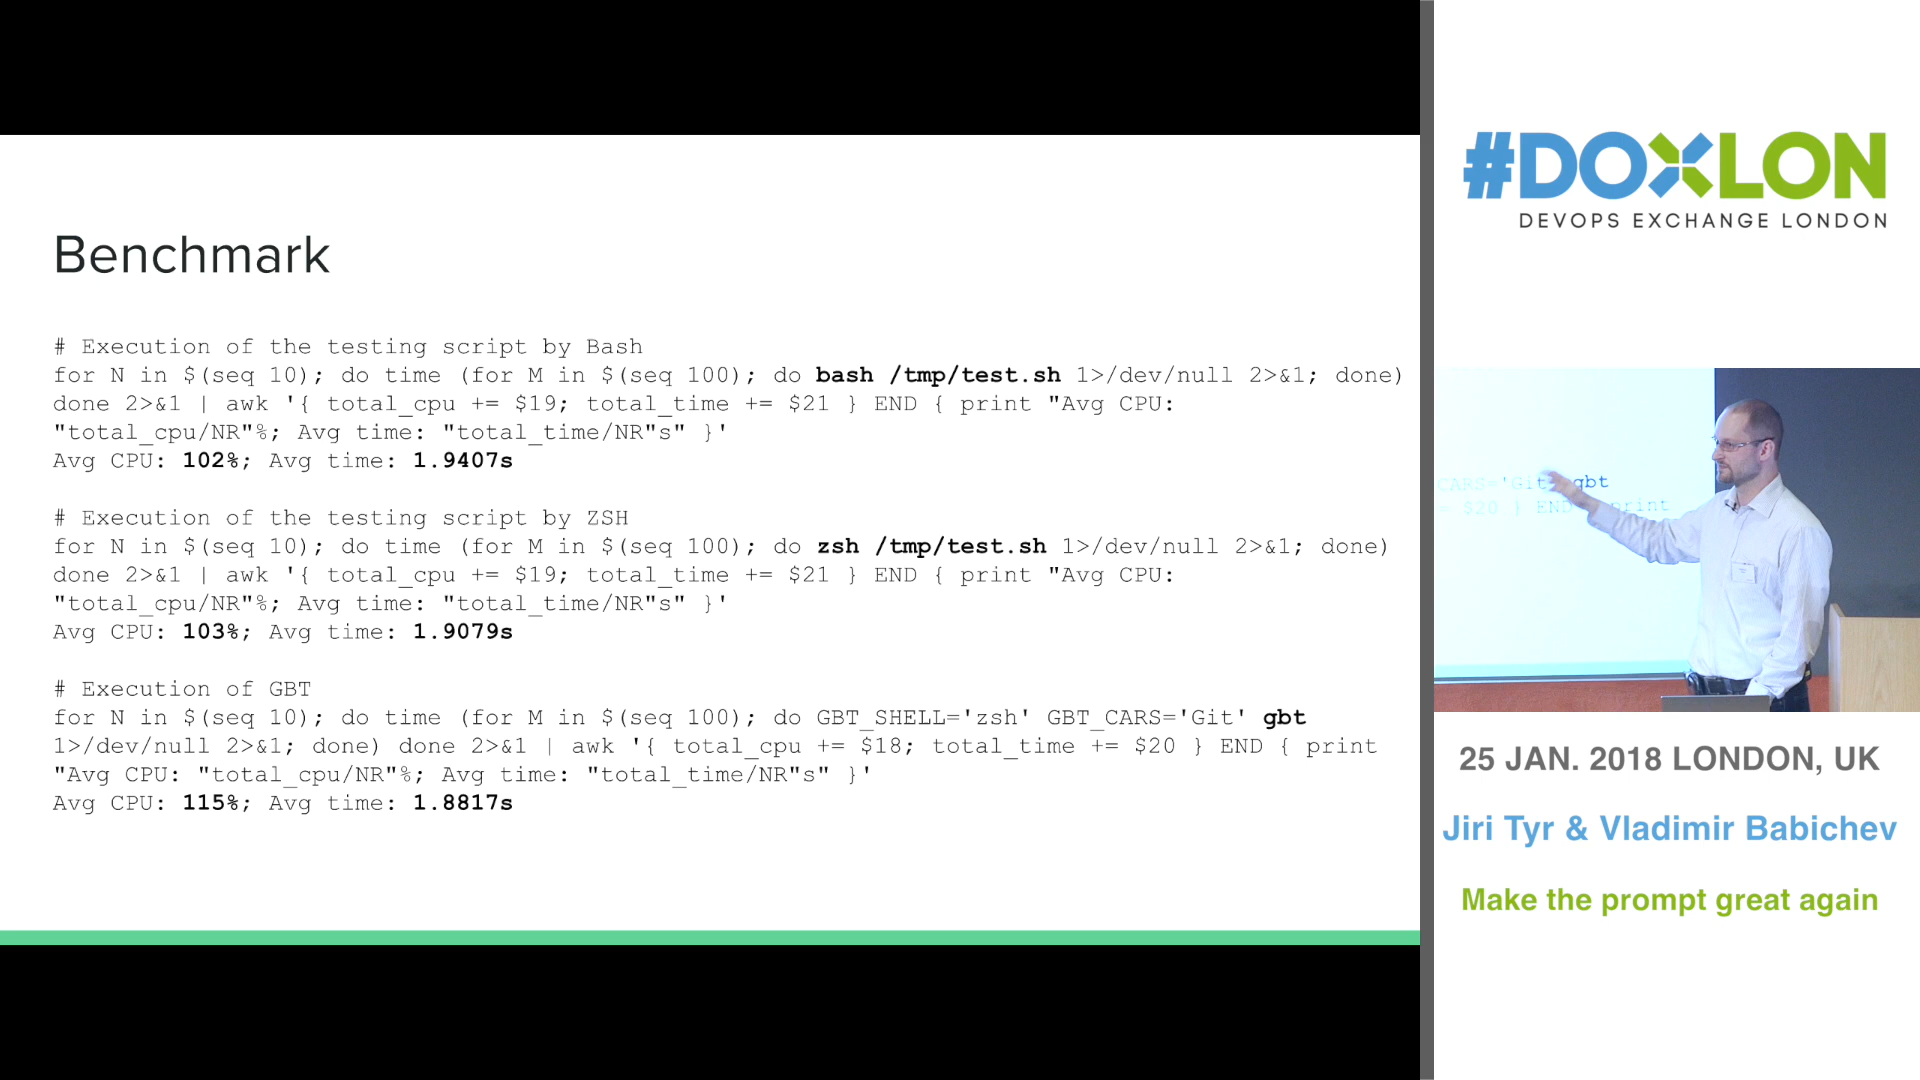 Benchmark
# Execution of the testing script by Bash
for N in $(seq 10); do time (for M in $(seq 100); do bash /tmp/test.sh 1>/dev/null 2>&1; done)
done 2>&1 | awk '{ total_cpu += $19; total_time += $21 } END { print "Avg CPU:
"total_cpu/NR"%; Avg time: "total_time/NR"s" }'
Avg CPU: 102%; Avg time: 1.9407s
# Execution of the testing script by ZSH
for N in $(seq 10); do time (for M in $(seq 100); do zsh /tmp/test.sh 1>/dev/null 2>&1; done)
done 2>&1 | awk '{ total_cpu += $19; total_time += $21 } END { print "Avg CPU:
"total_cpu/NR"%; Avg time: "total_time/NR"s" }'
Avg CPU: 103%; Avg time: 1.9079s
# Execution of GBT
for N in $(seq 10); do time (for M in $(seq 100); do GBT_SHELL='zsh' GBT_CARS='Git' gbt
1>/dev/null 2>&1; done) done 2>&1 | awk '{ total_cpu += $18; total_time += $20 } END { print
"Avg CPU: "total_cpu/NR"%; Avg time: "total_time/NR"s" }'
Avg CPU: 115%; Avg time: 1.8817s
#DOXLON
DEVOPS EXCHANGE LONDON
CARS='Git' gbt
= $20 } END { print
25 JAN. 2018 LONDON, UK
Jiri Tyr & Vladimir Babichev
Make the prompt great again